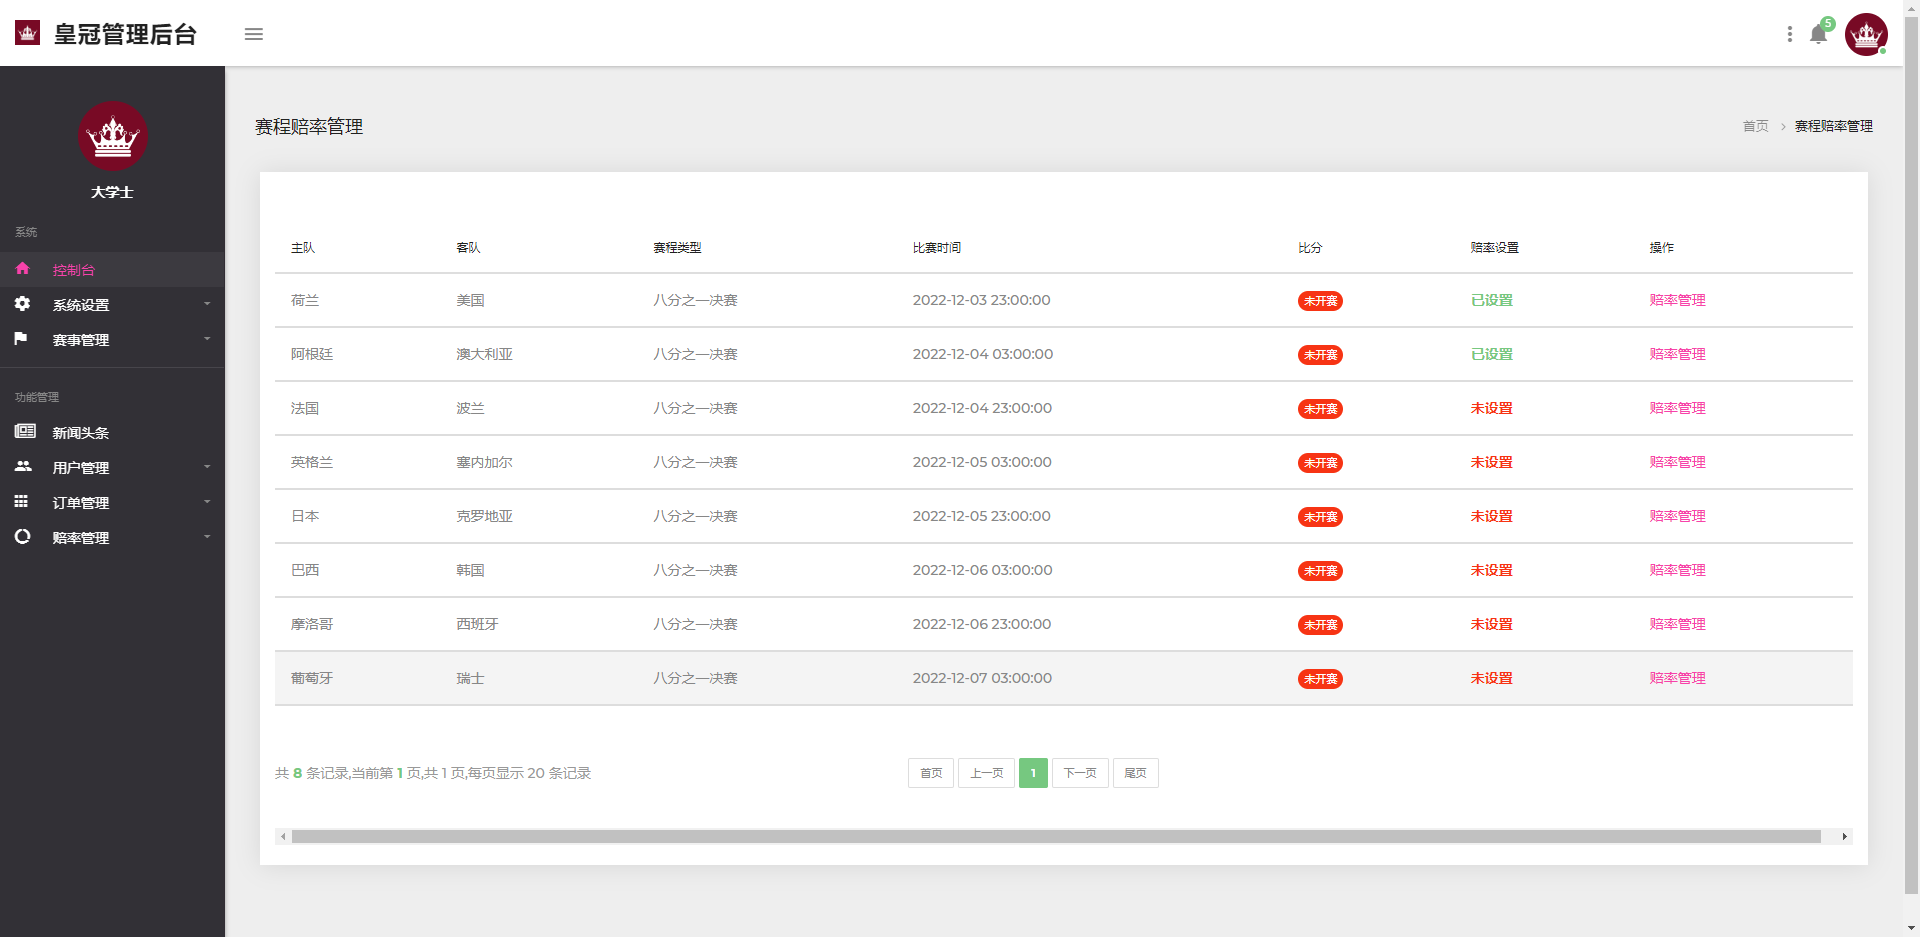 皇冠管理后台
5
大学士
系统
控制台
系统设置
赛事管理
功能管理
新闻头条
用户管理
订单管理
赔率管理
赛程赔率管理
首页 > 赛程赔率管理
主队 客队 赛程类型 比赛时间 比分 赔率设置 操作
荷兰 美国 八分之一决赛 2022-12-03 23:00:00 未开赛 已设置 赔率管理
阿根廷 澳大利亚 八分之一决赛 2022-12-04 03:00:00 未开赛 已设置 赔率管理
法国 波兰 八分之一决赛 2022-12-04 23:00:00 未开赛 未设置 赔率管理
英格兰 塞内加尔 八分之一决赛 2022-12-05 03:00:00 未开赛 未设置 赔率管理
日本 克罗地亚 八分之一决赛 2022-12-05 23:00:00 未开赛 未设置 赔率管理
巴西 韩国 八分之一决赛 2022-12-06 03:00:00 未开赛 未设置 赔率管理
摩洛哥 西班牙 八分之一决赛 2022-12-06 23:00:00 未开赛 未设置 赔率管理
葡萄牙 瑞士 八分之一决赛 2022-12-07 03:00:00 未开赛 未设置 赔率管理
共 8 条记录,当前第 1 页,共 1 页,每页显示 20 条记录
首页 上一页 1 下一页 尾页